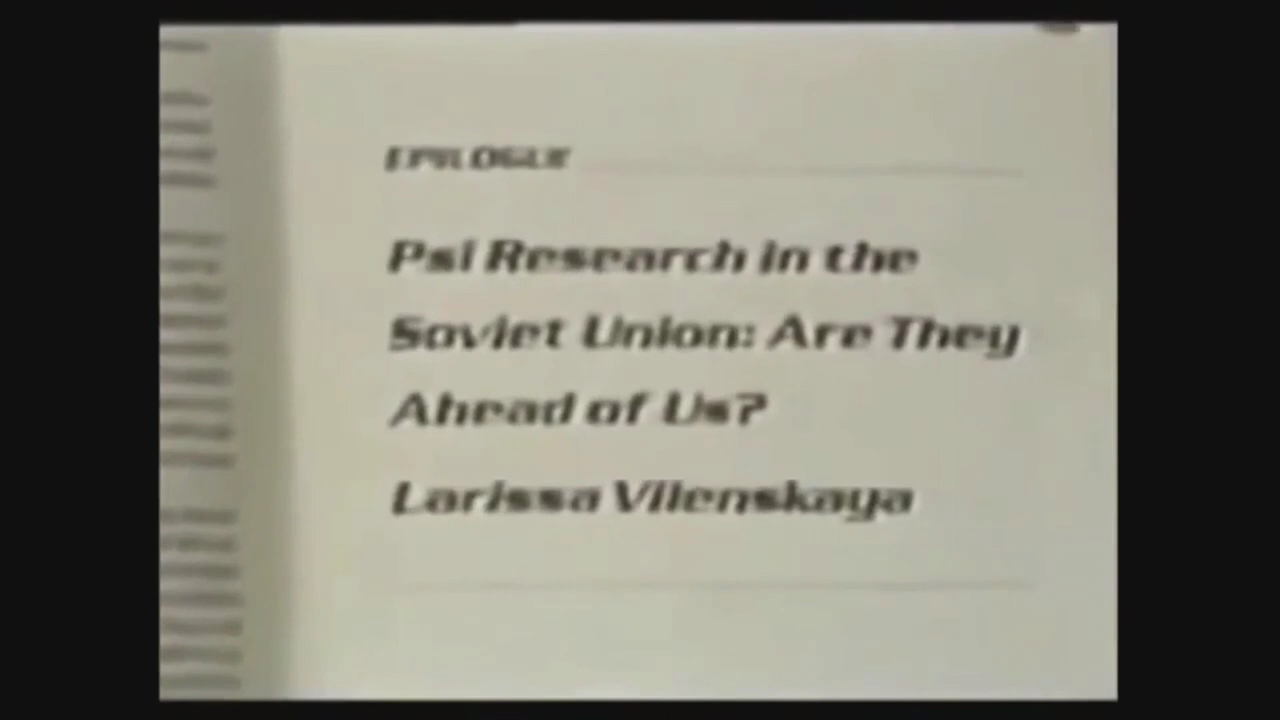 EPILOGUE
Psi Research in the
Soviet Union: Are They
Ahead of Us?
Larissa Vilenskaya